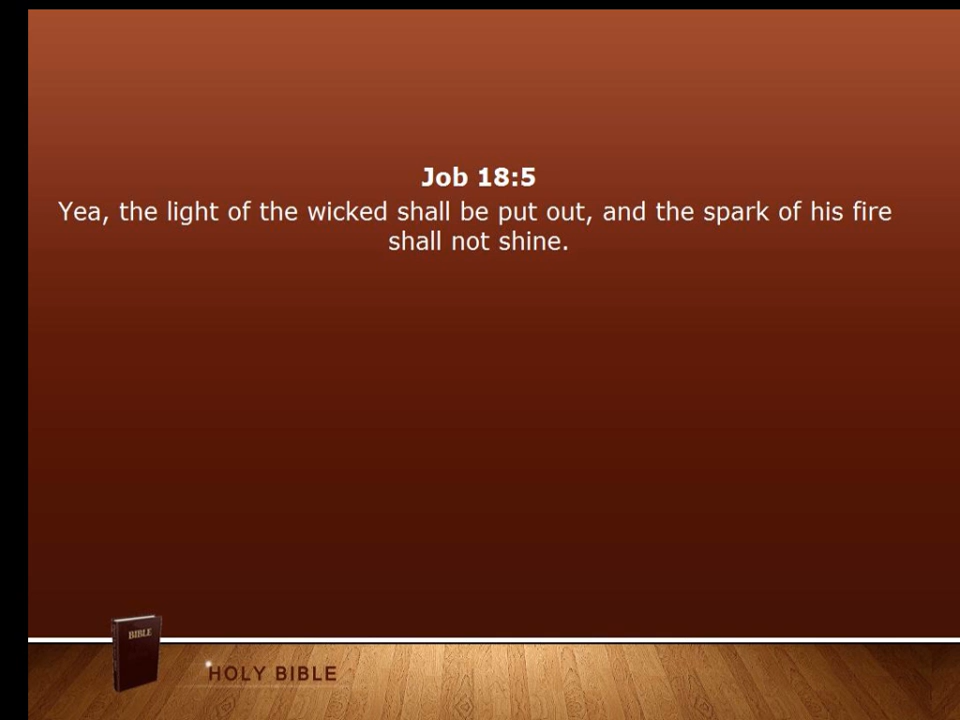 Job 18:5
Yea, the light of the wicked shall be put out, and the spark of his fire
shall not shine.
BIBLE
HOLY BIBLE